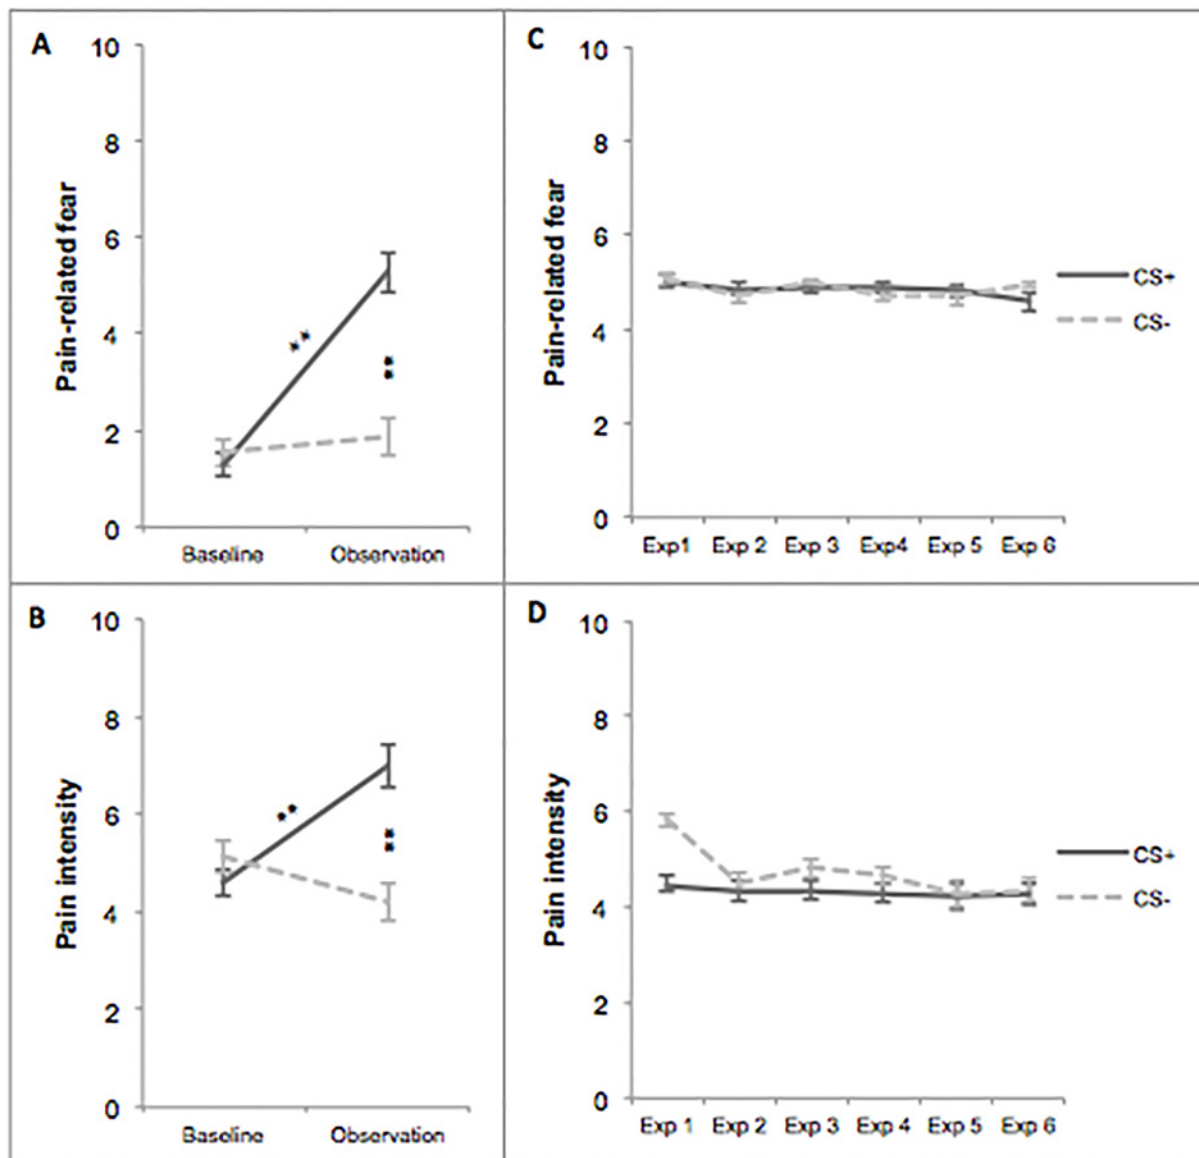 A
10
8
6
4
2
0
Pain-related fear
**
**
Baseline Observation
C
10
8
6
4
2
0
Pain-related fear
Exp1 Exp 2 Exp 3 Exp4 Exp 5 Exp 6
CS+
CS-
B
10
8
6
4
2
0
Pain intensity
**
**
Baseline Observation
D
10
8
6
4
2
0
Pain intensity
Exp 1 Exp 2 Exp 3 Exp 4 Exp 5 Exp 6
CS+
CS-